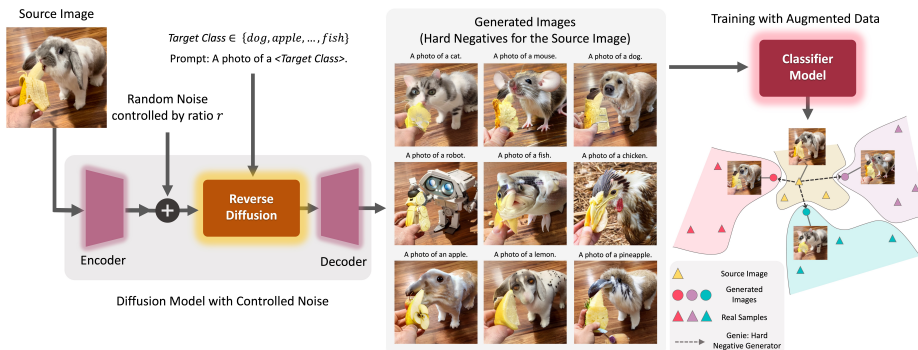 Source Image
Target Class ∈ {dog, apple, ..., fish}
Prompt: A photo of a <Target Class>.
Random Noise
controlled by ratio r
Encoder
Reverse
Diffusion
Decoder
Diffusion Model with Controlled Noise
Generated Images
(Hard Negatives for the Source Image)
A photo of a cat.
A photo of a mouse.
A photo of a dog.
A photo of a robot.
A photo of a fish.
A photo of a chicken.
A photo of an apple.
A photo of a lemon.
A photo of a pineapple.
Training with Augmented Data
Classifier
Model
Source Image
Generated
Images
Real Samples
Genie: Hard
Negative Generator